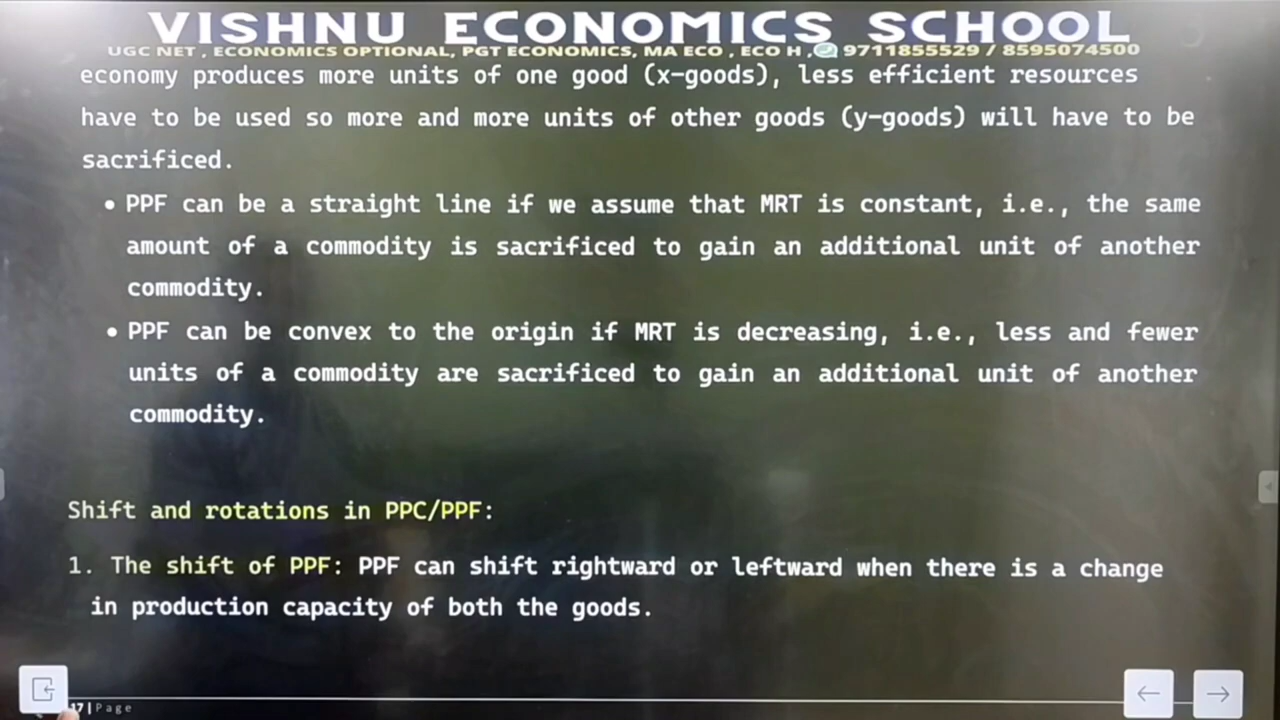 VISHNU ECONOMICS SCHOOL
UGC NET , ECONOMICS OPTIONAL, PGT ECONOMICS, MA ECO , ECO H , 9711855529 / 8595074500
economy produces more units of one good (x-goods), less efficient resources
have to be used so more and more units of other goods (y-goods) will have to be
sacrificed.
• PPF can be a straight line if we assume that MRT is constant, i.e., the same
amount of a commodity is sacrificed to gain an additional unit of another
commodity.
• PPF can be convex to the origin if MRT is decreasing, i.e., less and fewer
units of a commodity are sacrificed to gain an additional unit of another
commodity.
Shift and rotations in PPC/PPF:
1. The shift of PPF: PPF can shift rightward or leftward when there is a change
in production capacity of both the goods.
17 | Page